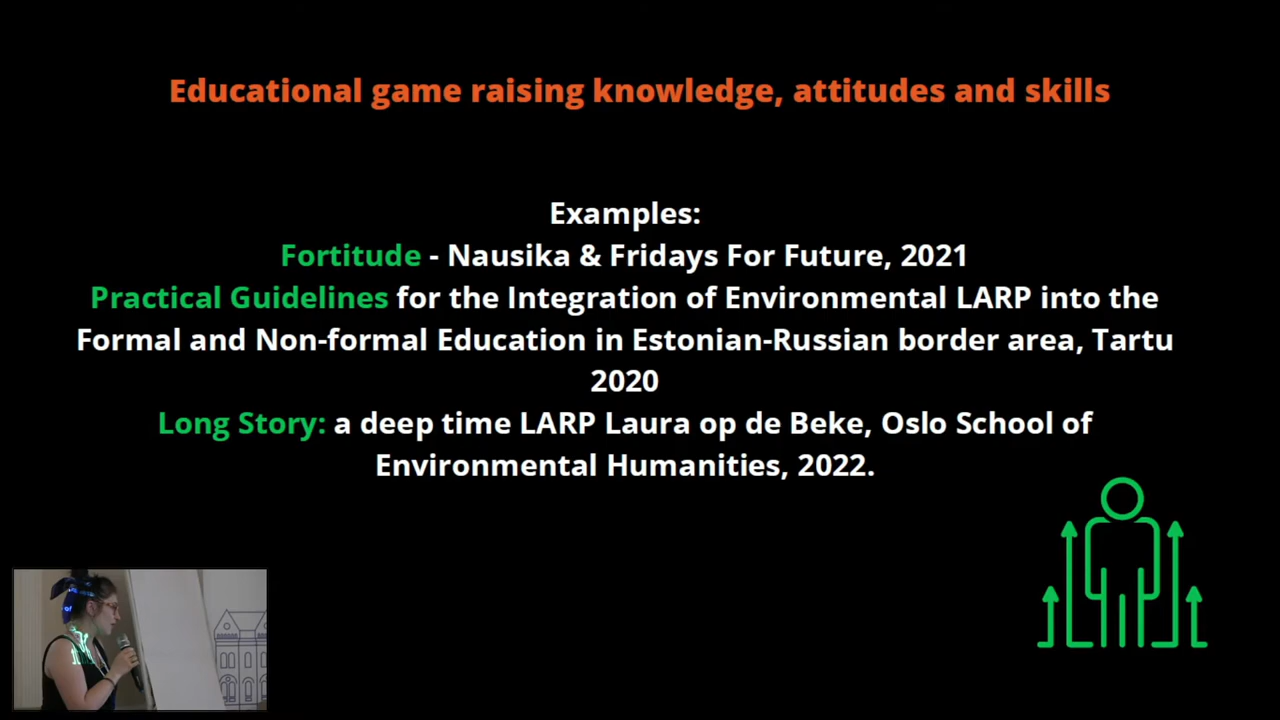 Educational game raising knowledge, attitudes and skills
Examples:
Fortitude - Nausika & Fridays For Future, 2021
Practical Guidelines for the Integration of Environmental LARP into the
Formal and Non-formal Education in Estonian-Russian border area, Tartu
2020
Long Story: a deep time LARP Laura op de Beke, Oslo School of
Environmental Humanities, 2022.